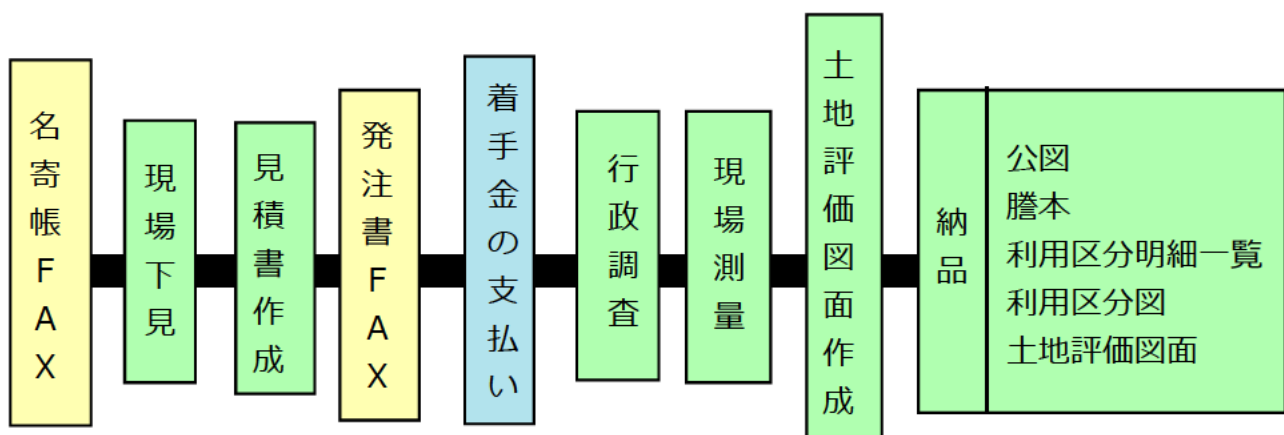 名寄帳FAX
現場下見
見積書作成
発注書FAX
着手金の支払い
行政調査
現場測量
土地評価図面作成
納品
公図
謄本
利用区分明細一覧
利用区分図
土地評価図面